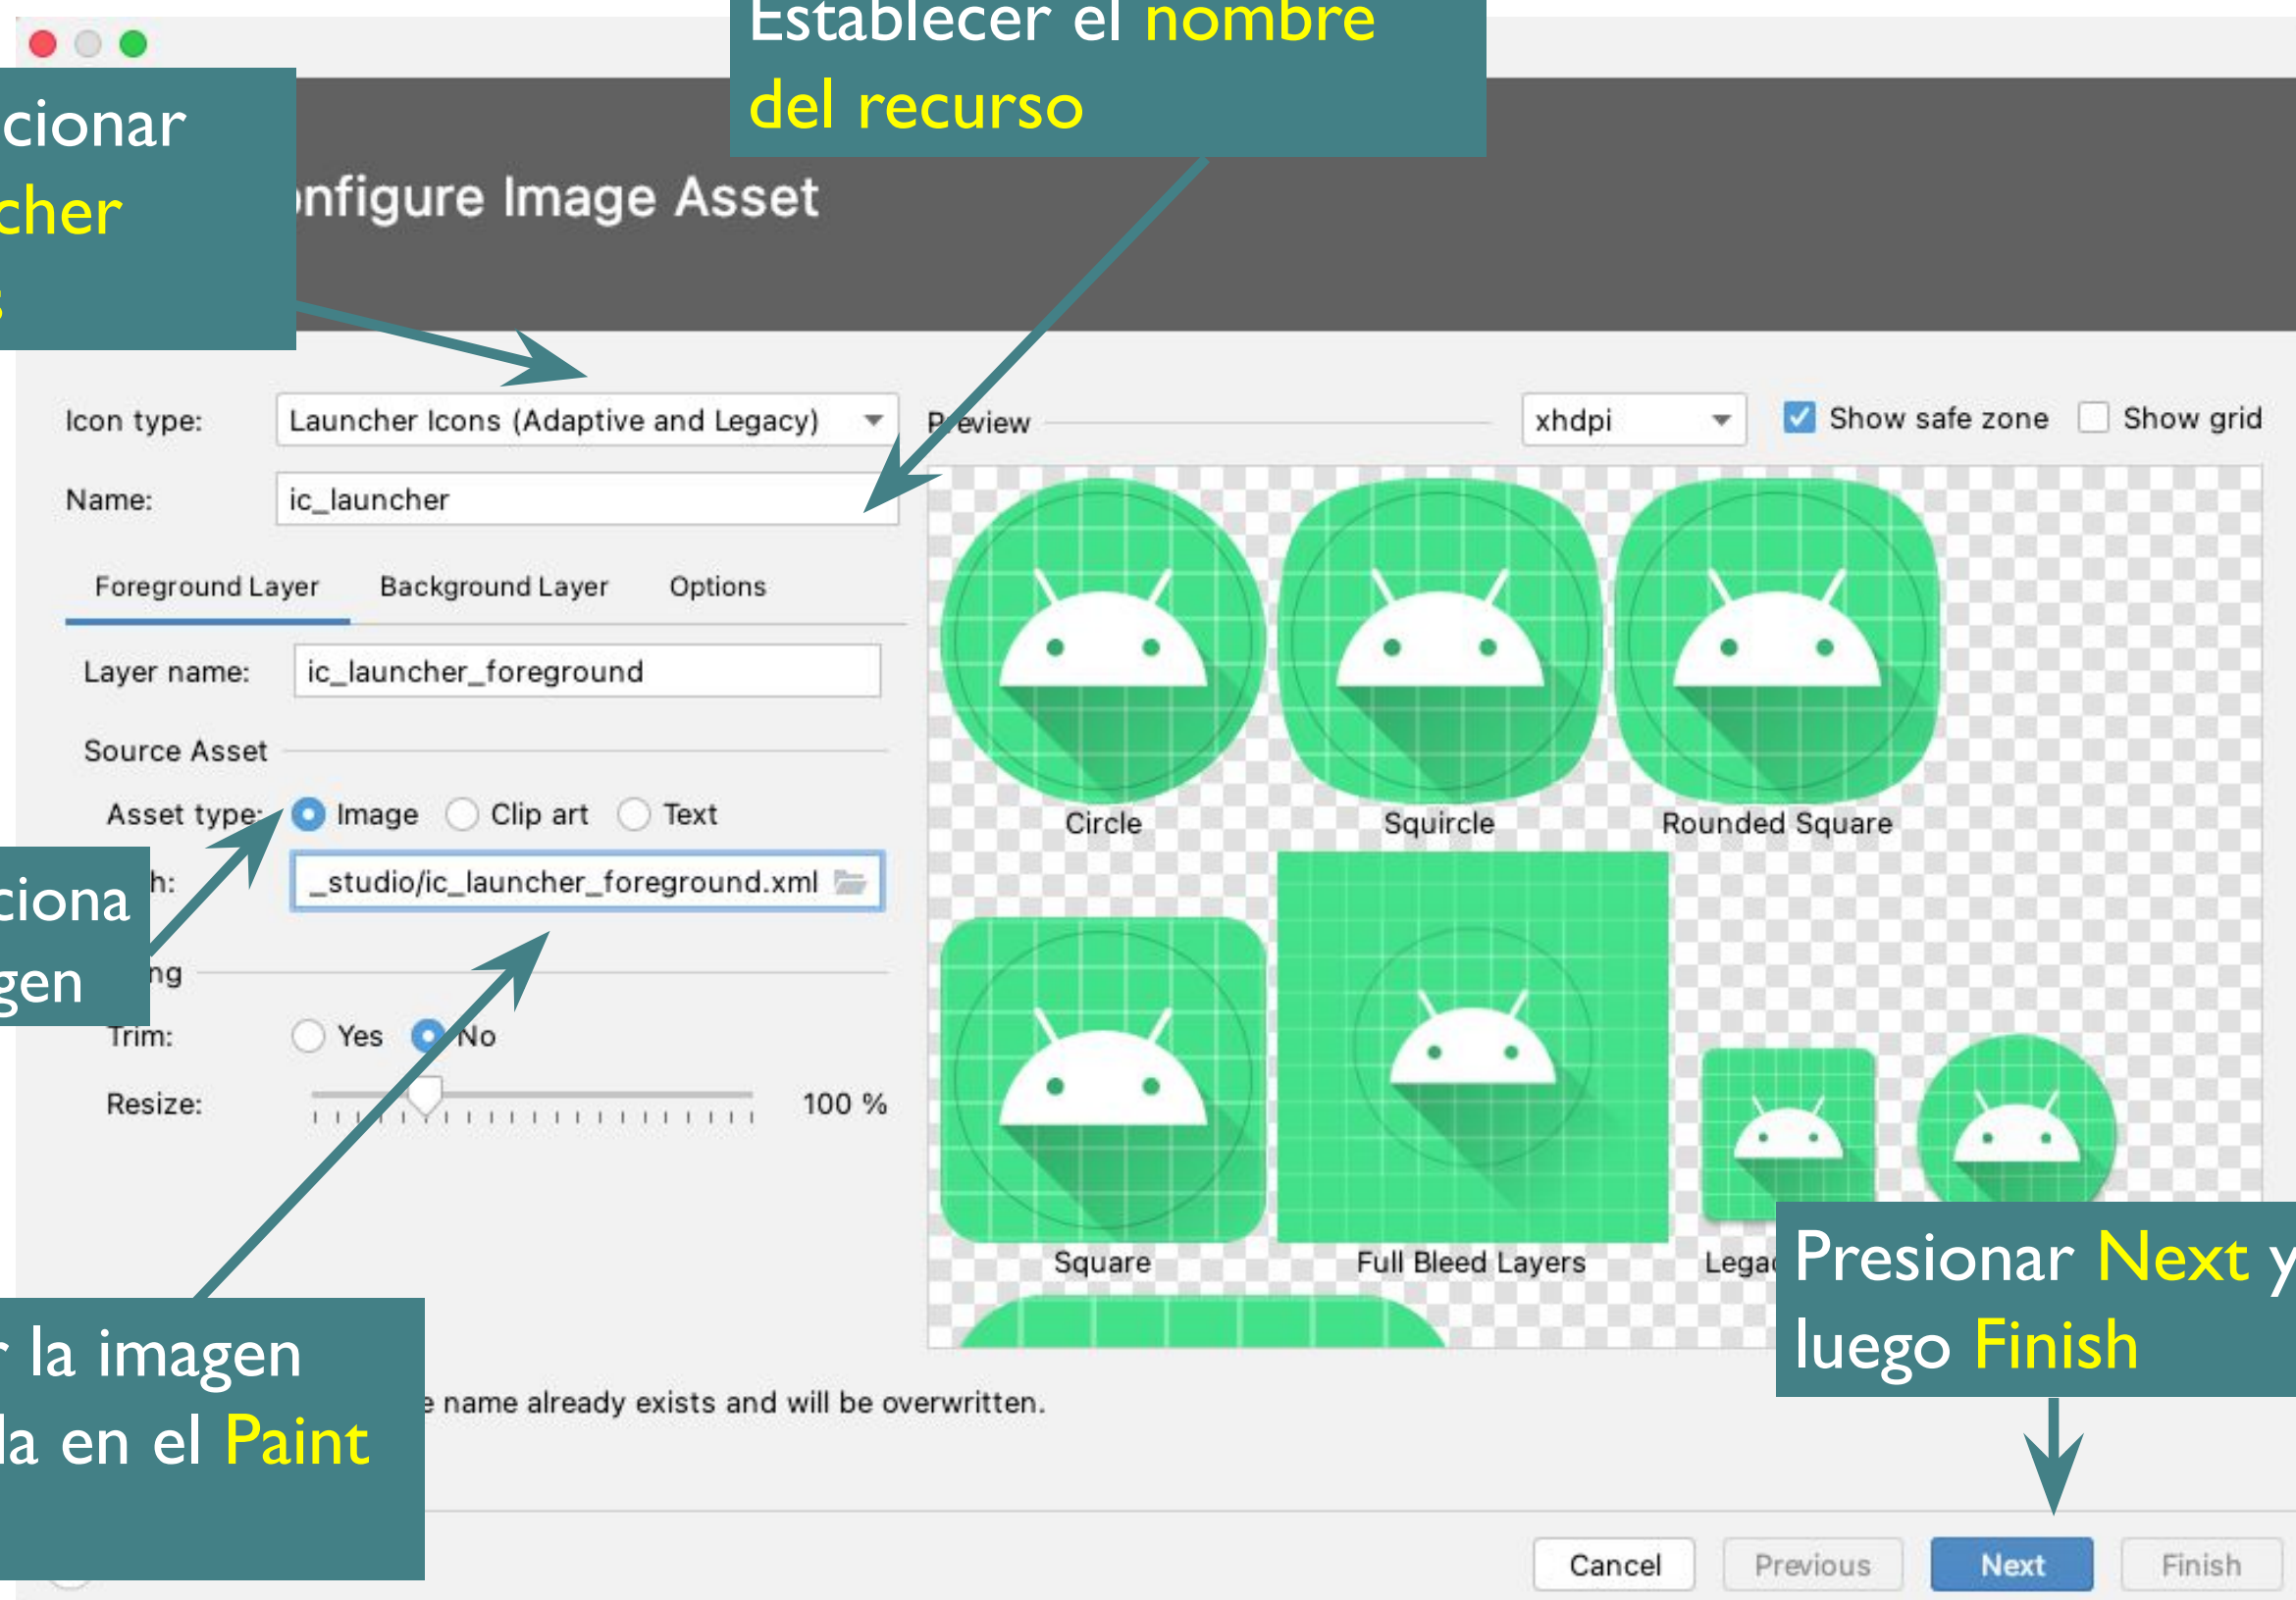 Establecer el nombre
del recurso
cionar
cher
s
nfigure Image Asset
Icon type: Launcher Icons (Adaptive and Legacy)
Name: ic_launcher
Foreground Layer Background Layer Options
Layer name: ic_launcher_foreground
Source Asset
Asset type: Image Clip art Text
h: _studio/ic_launcher_foreground.xml
ciona
gen
ng
Trim: Yes No
Resize: 100 %
Preview xhdpi Show safe zone Show grid
Circle Squircle Rounded Square
Square Full Bleed Layers Lega
Presionar Next y
luego Finish
r la imagen
la en el Paint
e name already exists and will be overwritten.
Cancel Previous Next Finish